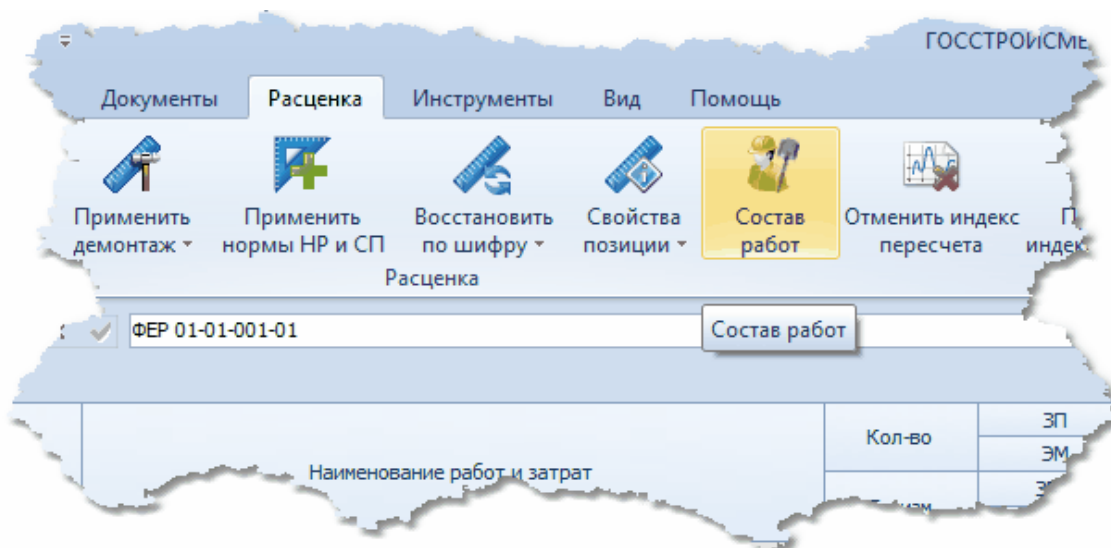 ГОССТРОЙСМЕ
Документы Расценка Инструменты Вид Помощь
Применить Применить Восстановить Свойства Состав Отменить индекс
демонтаж нормы НР и СП по шифру позиции работ пересчета индек
Расценка
ФЕР 01-01-001-01
Состав работ
ЗП
Кол-во
ЭМ
Наименование работ и затрат